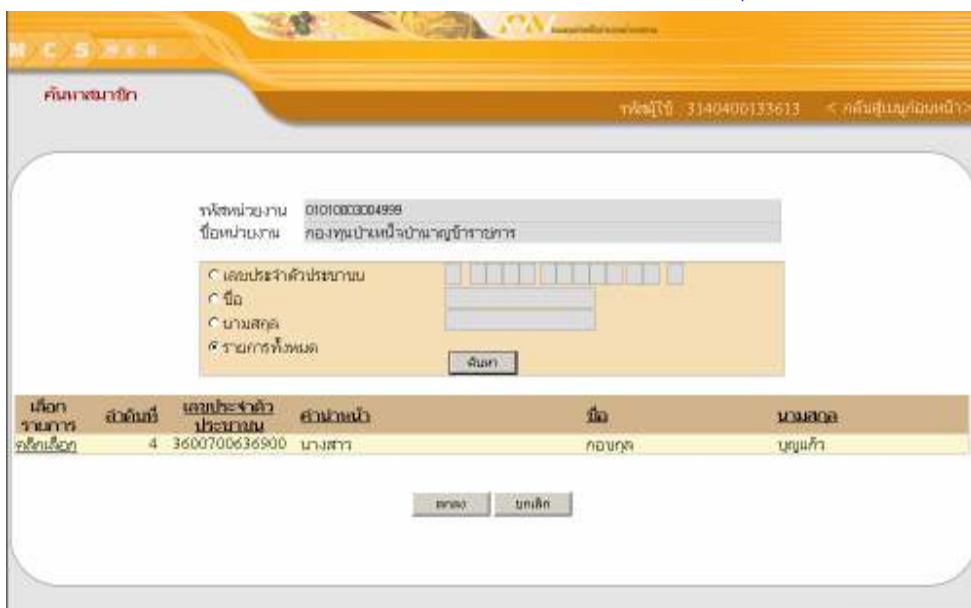 MCS WEB
ค้นหาสมาชิก
รหัสผู้ใช้ : 3140400133613 < กลับสู่เมนูก่อนหน้า>
รหัสหน่วยงาน 01010003004999
ชื่อหน่วยงาน กองทุนบำเหน็จบำนาญข้าราชการ
เลขประจำตัวประชาชน
ชื่อ
นามสกุล
รายการทั้งหมด
ค้นหา
เลือกรายการ ลำดับที่ เลขประจำตัวประชาชน คำนำหน้า ชื่อ นามสกุล
คลิกเลือก 4 3600700636900 นางสาว กอบกุล บุญแก้ว
ตกลง ยกเลิก